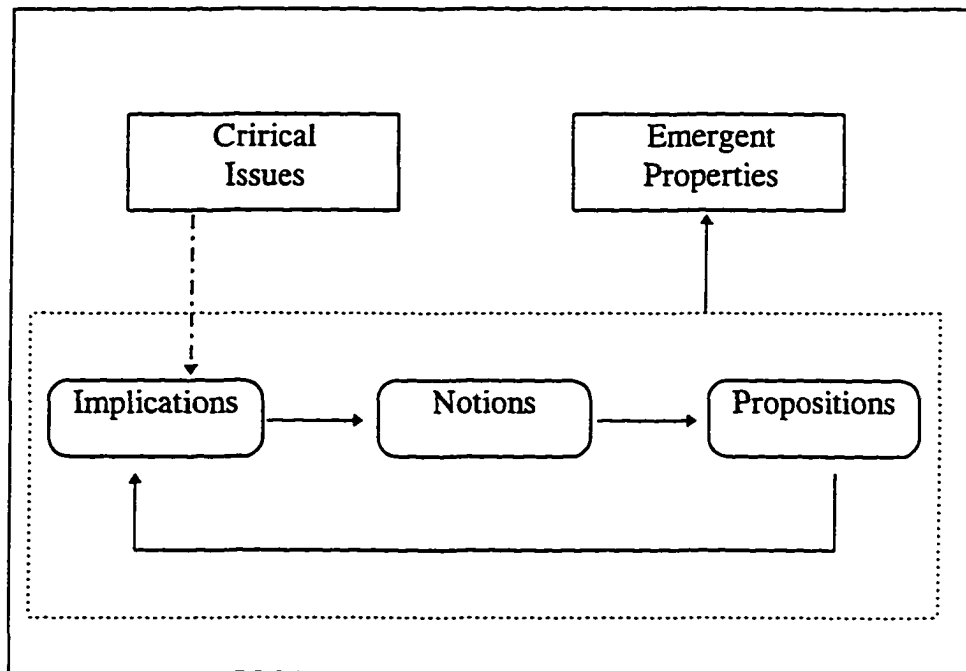 Crirical
Issues
Emergent
Properties
Implications
Notions
Propositions